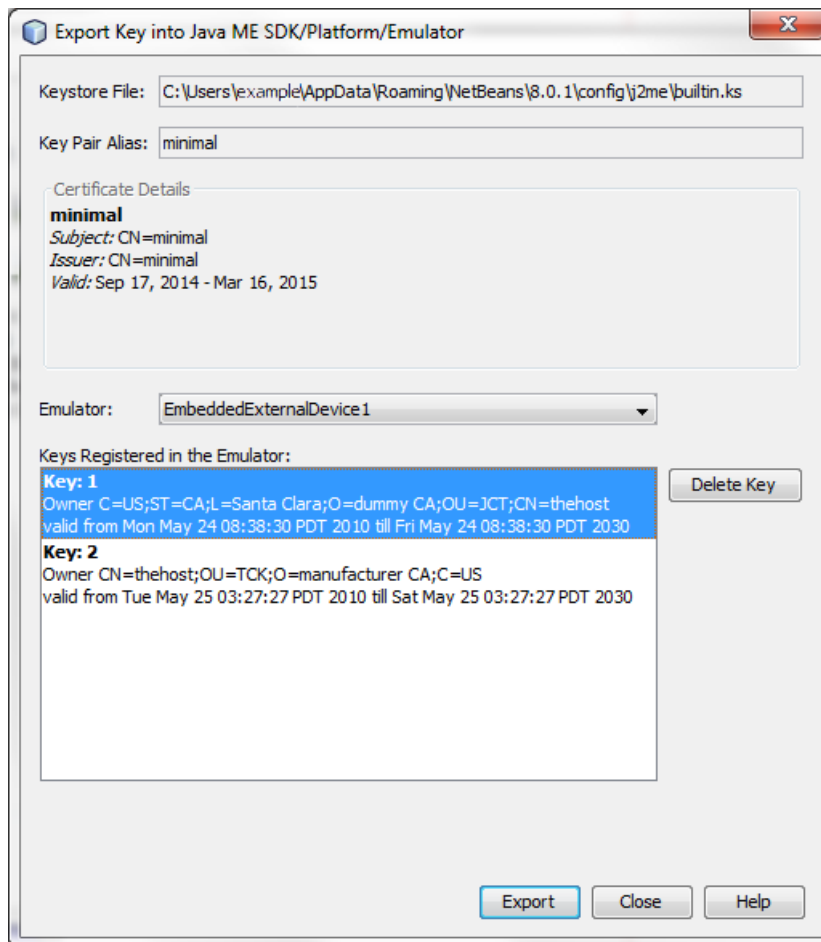 Export Key into Java ME SDK/Platform/Emulator
Keystore File: C:\Users\example\AppData\Roaming\NetBeans\8.0.1\config\j2me\builtin.ks
Key Pair Alias: minimal
Certificate Details
minimal
Subject: CN=minimal
Issuer: CN=minimal
Valid: Sep 17, 2014 - Mar 16, 2015
Emulator: EmbeddedExternalDevice1
Keys Registered in the Emulator:
Key: 1
Owner C=US;ST=CA;L=Santa Clara;O=dummy CA;OU=JCT;CN=thehost
valid from Mon May 24 08:38:30 PDT 2010 till Fri May 24 08:38:30 PDT 2030
Delete Key
Key: 2
Owner CN=thehost;OU=TCK;O=manufacturer CA;C=US
valid from Tue May 25 03:27:27 PDT 2010 till Sat May 25 03:27:27 PDT 2030
Export Close Help